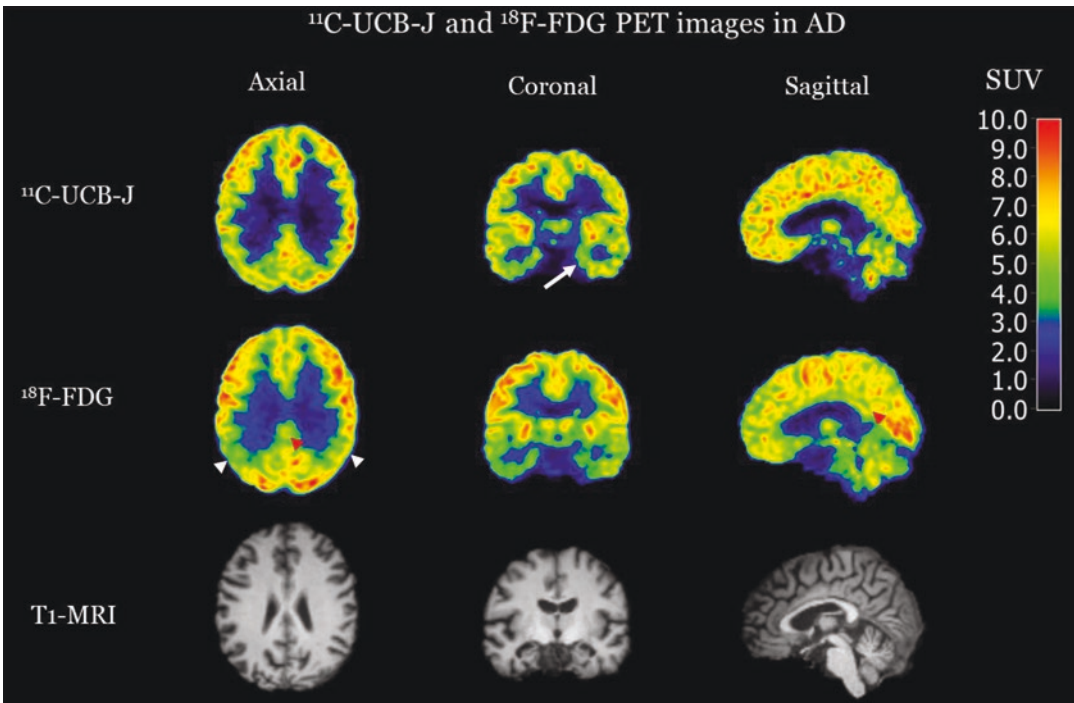 ¹¹C-UCB-J and ¹⁸F-FDG PET images in AD
Axial
Coronal
Sagittal
SUV
¹¹C-UCB-J
10.0
9.0
8.0
7.0
6.0
5.0
4.0
3.0
2.0
1.0
0.0
¹⁸F-FDG
T1-MRI